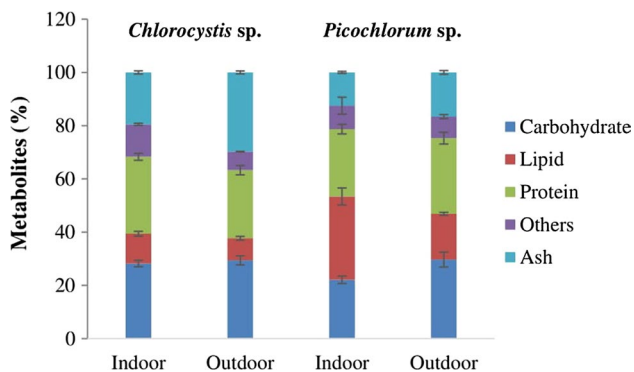 Chlorocystis sp. Picochlorum sp.
Metabolites (%)
120
100
80
60
40
20
0
Indoor Outdoor Indoor Outdoor
Carbohydrate
Lipid
Protein
Others
Ash